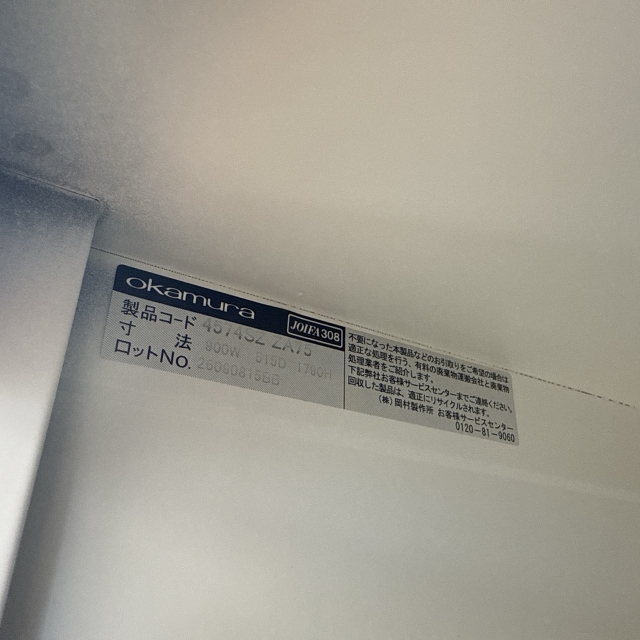 okamura
JOIFA 308
製品コード 4574SZ ZA75
寸法 900W 515D 1780H
ロットNO. 26090815BB
不要になった本製品などのお引取りをご希望の場合は
適正な処理を行う、有料の廃棄物運搬会社と廃棄物
処理業者をご紹介します。
下記弊社お客様サービスセンターまでご連絡ください。
回収した製品は、適正にリサイクルされます。
(株)岡村製作所 お客様サービスセンター
0120-81-9060